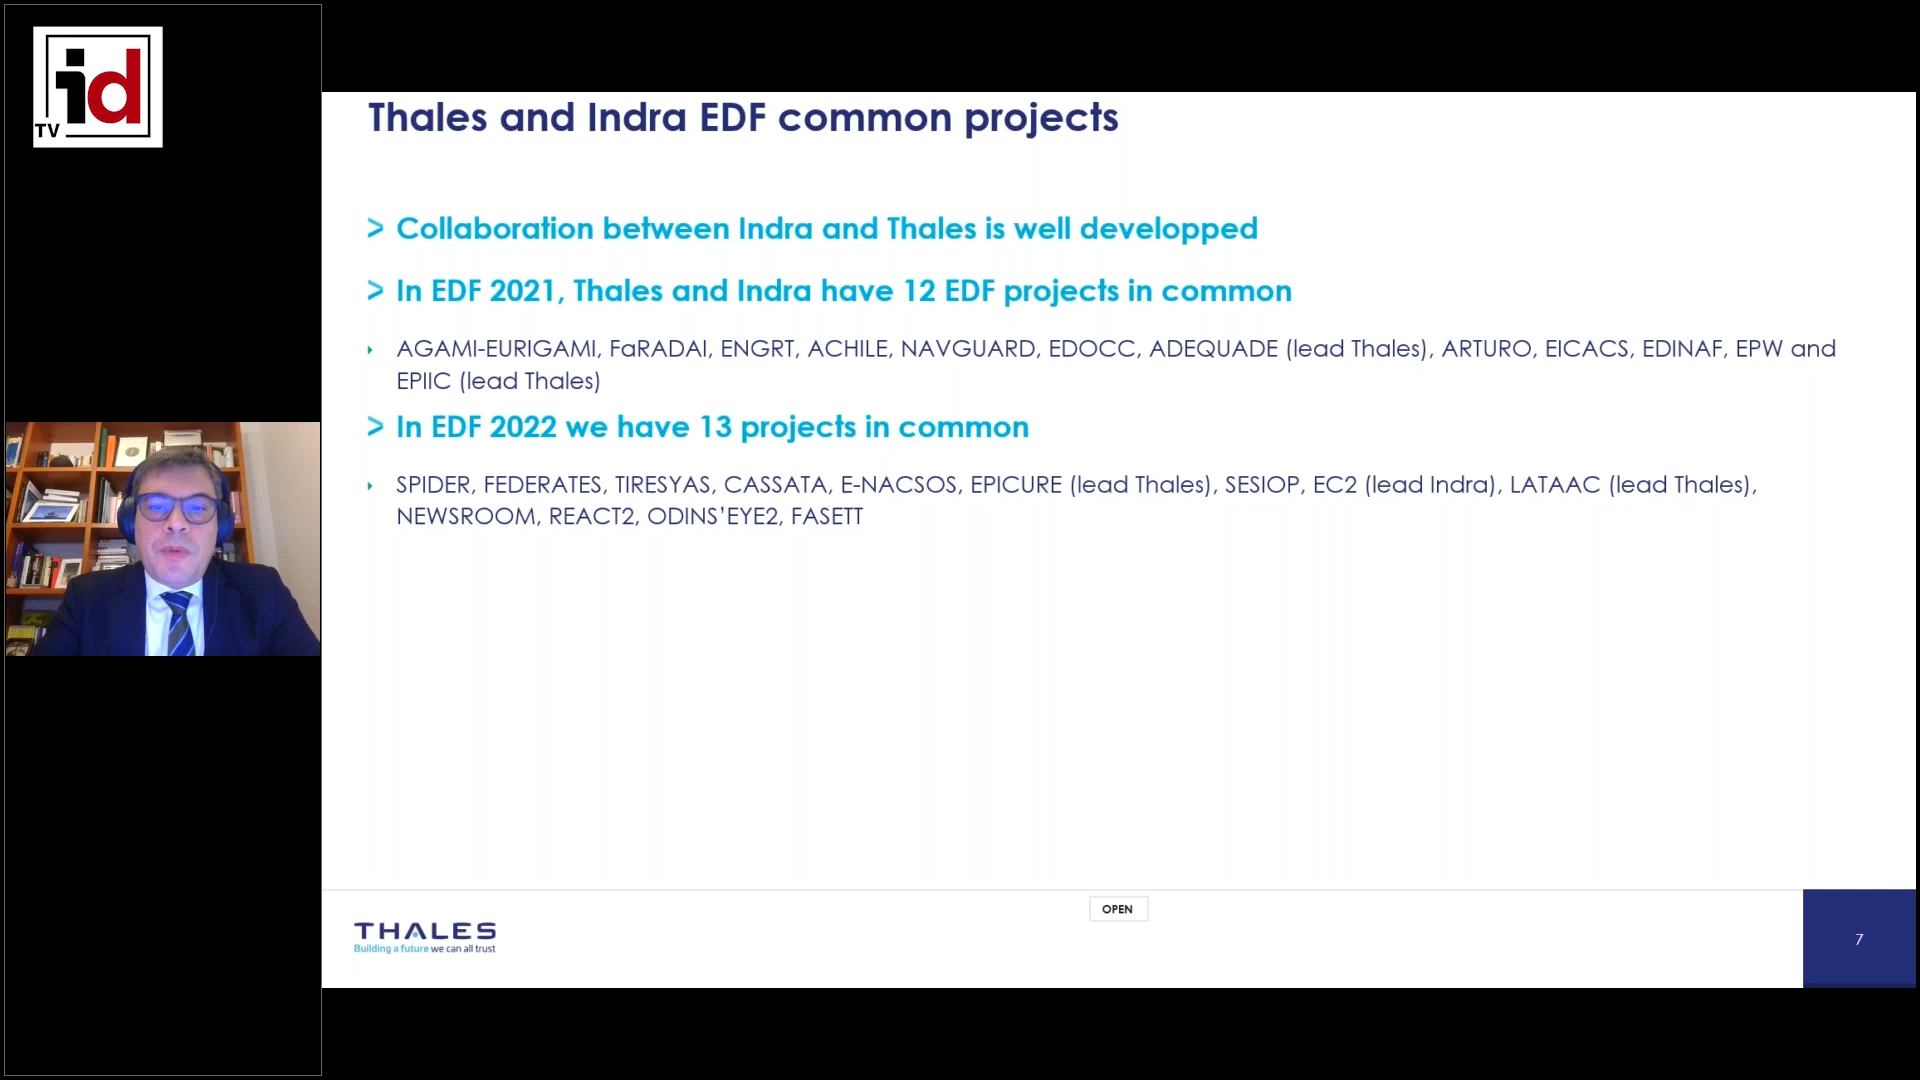 id
TV
Thales and Indra EDF common projects
> Collaboration between Indra and Thales is well developped
> In EDF 2021, Thales and Indra have 12 EDF projects in common
AGAMI-EURIGAMI, FaRADAI, ENGRT, ACHILE, NAVGUARD, EDOCC, ADEQUADE (lead Thales), ARTURO, EICACS, EDINAF, EPW and
EPIIC (lead Thales)
> In EDF 2022 we have 13 projects in common
SPIDER, FEDERATES, TIRESYAS, CASSATA, E-NACSOS, EPICURE (lead Thales), SESIOP, EC2 (lead Indra), LATAAC (lead Thales),
NEWSROOM, REACT2, ODINS’EYE2, FASETT
OPEN
THALES
Building a future we can all trust
7